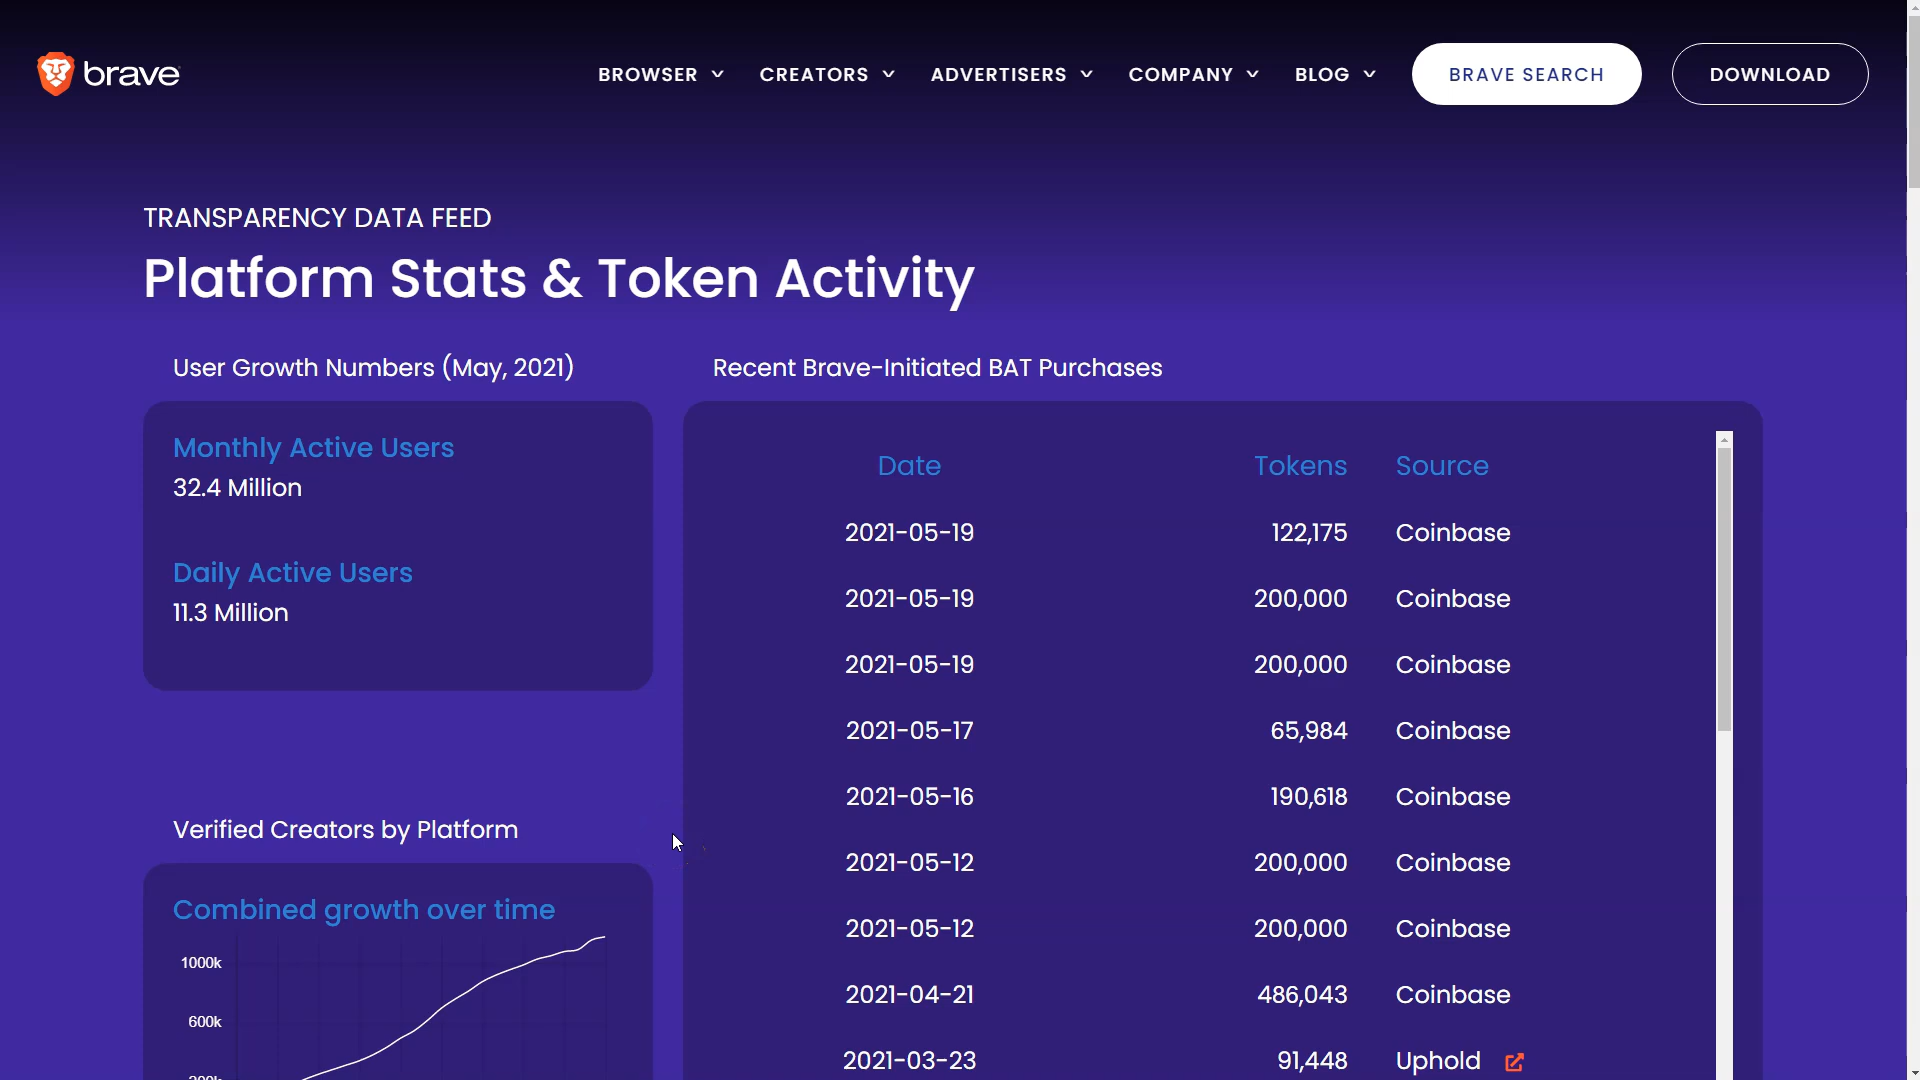 brave
BROWSER CREATORS ADVERTISERS COMPANY BLOG BRAVE SEARCH DOWNLOAD
TRANSPARENCY DATA FEED
Platform Stats & Token Activity
User Growth Numbers (May, 2021)
Monthly Active Users
32.4 Million
Daily Active Users
11.3 Million
Verified Creators by Platform
Combined growth over time
1000k
600k
Recent Brave-Initiated BAT Purchases
Date Tokens Source
2021-05-19 122,175 Coinbase
2021-05-19 200,000 Coinbase
2021-05-19 200,000 Coinbase
2021-05-17 65,984 Coinbase
2021-05-16 190,618 Coinbase
2021-05-12 200,000 Coinbase
2021-05-12 200,000 Coinbase
2021-04-21 486,043 Coinbase
2021-03-23 91,448 Uphold